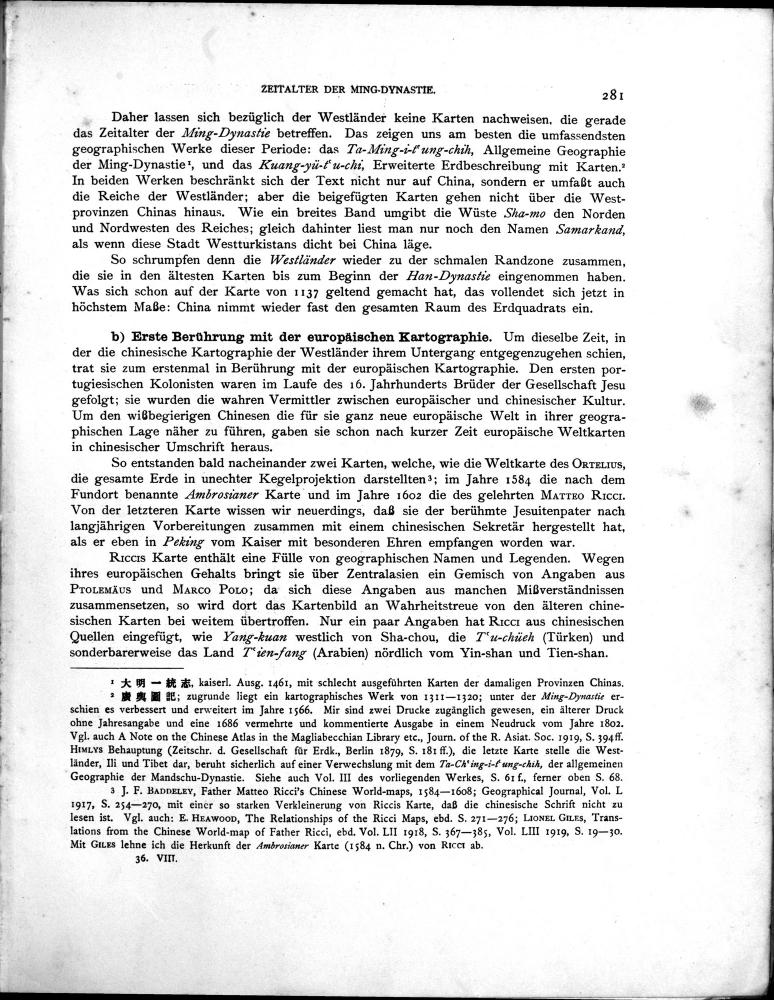 ZEITALTER DER MING-DYNASTIE.
281
Daher lassen sich bezüglich der Westländer keine Karten nachweisen, die gerade
das Zeitalter der Ming-Dynastie betreffen. Das zeigen uns am besten die umfassendsten
geographischen Werke dieser Periode: das Ta-Ming-i-tʻung-chih, Allgemeine Geographie
der Ming-Dynastie¹, und das Kuang-yü-tʻu-chi, Erweiterte Erdbeschreibung mit Karten.²
In beiden Werken beschränkt sich der Text nicht nur auf China, sondern er umfaßt auch
die Reiche der Westländer; aber die beigefügten Karten gehen nicht über die West-
provinzen Chinas hinaus. Wie ein breites Band umgibt die Wüste Sha-mo den Norden
und Nordwesten des Reiches; gleich dahinter liest man nur noch den Namen Samarkand,
als wenn diese Stadt Westturkistans dicht bei China läge.
So schrumpfen denn die Westländer wieder zu der schmalen Randzone zusammen,
die sie in den ältesten Karten bis zum Beginn der Han-Dynastie eingenommen haben.
Was sich schon auf der Karte von 1137 geltend gemacht hat, das vollendet sich jetzt in
höchstem Maße: China nimmt wieder fast den gesamten Raum des Erdquadrats ein.
b) Erste Berührung mit der europäischen Kartographie. Um dieselbe Zeit, in
der die chinesische Kartographie der Westländer ihrem Untergang entgegenzugehen schien,
trat sie zum erstenmal in Berührung mit der europäischen Kartographie. Den ersten por-
tugiesischen Kolonisten waren im Laufe des 16. Jahrhunderts Brüder der Gesellschaft Jesu
gefolgt; sie wurden die wahren Vermittler zwischen europäischer und chinesischer Kultur.
Um den wißbegierigen Chinesen die für sie ganz neue europäische Welt in ihrer geogra-
phischen Lage näher zu führen, gaben sie schon nach kurzer Zeit europäische Weltkarten
in chinesischer Umschrift heraus.
So entstanden bald nacheinander zwei Karten, welche, wie die Weltkarte des ORTELIUS,
die gesamte Erde in unechter Kegelprojektion darstellten³; im Jahre 1584 die nach dem
Fundort benannte Ambrosianer Karte und im Jahre 1602 die des gelehrten MATTEO RICCI.
Von der letzteren Karte wissen wir neuerdings, daß sie der berühmte Jesuitenpater nach
langjährigen Vorbereitungen zusammen mit einem chinesischen Sekretär hergestellt hat,
als er eben in Peking vom Kaiser mit besonderen Ehren empfangen worden war.
RICCIS Karte enthält eine Fülle von geographischen Namen und Legenden. Wegen
ihres europäischen Gehalts bringt sie über Zentralasien ein Gemisch von Angaben aus
PTOLEMÄUS und MARCO POLO; da sich diese Angaben aus manchen Mißverständnissen
zusammensetzen, so wird dort das Kartenbild an Wahrheitstreue von den älteren chine-
sischen Karten bei weitem übertroffen. Nur ein paar Angaben hat RICCI aus chinesischen
Quellen eingefügt, wie Yang-kuan westlich von Sha-chou, die Tʻu-chüeh (Türken) und
sonderbarerweise das Land Tʻien-fang (Arabien) nördlich vom Yin-shan und Tien-shan.
¹ 大明一統志, kaiserl. Ausg. 1461, mit schlecht ausgeführten Karten der damaligen Provinzen Chinas.
² 廣輿圖記; zugrunde liegt ein kartographisches Werk von 1311—1320; unter der Ming-Dynastie er-
schien es verbessert und erweitert im Jahre 1566. Mir sind zwei Drucke zugänglich gewesen, ein älterer Druck
ohne Jahresangabe und eine 1686 vermehrte und kommentierte Ausgabe in einem Neudruck vom Jahre 1802.
Vgl. auch A Note on the Chinese Atlas in the Magliabecchian Library etc., Journ. of the R. Asiat. Soc. 1919, S. 394ff.
HIMLYS Behauptung (Zeitschr. d. Gesellschaft für Erdk., Berlin 1879, S. 181 ff.), die letzte Karte stelle die West-
länder, Ili und Tibet dar, beruht sicherlich auf einer Verwechslung mit dem Ta-Chʻing-i-tʻung-chih, der allgemeinen
Geographie der Mandschu-Dynastie. Siehe auch Vol. III des vorliegenden Werkes, S. 61 f., ferner oben S. 68.
3 J. F. BADDELEY, Father Matteo Ricci's Chinese World-maps, 1584—1608; Geographical Journal, Vol. L
1917, S. 254—270, mit einer so starken Verkleinerung von Riccis Karte, daß die chinesische Schrift nicht zu
lesen ist. Vgl. auch: E. HEAWOOD, The Relationships of the Ricci Maps, ebd. S. 271—276; LIONEL GILES, Trans-
lations from the Chinese World-map of Father Ricci, ebd. Vol. LII 1918, S. 367—385, Vol. LIII 1919, S. 19—30.
Mit GILES lehne ich die Herkunft der Ambrosianer Karte (1584 n. Chr.) von RICCI ab.
36. VIII.